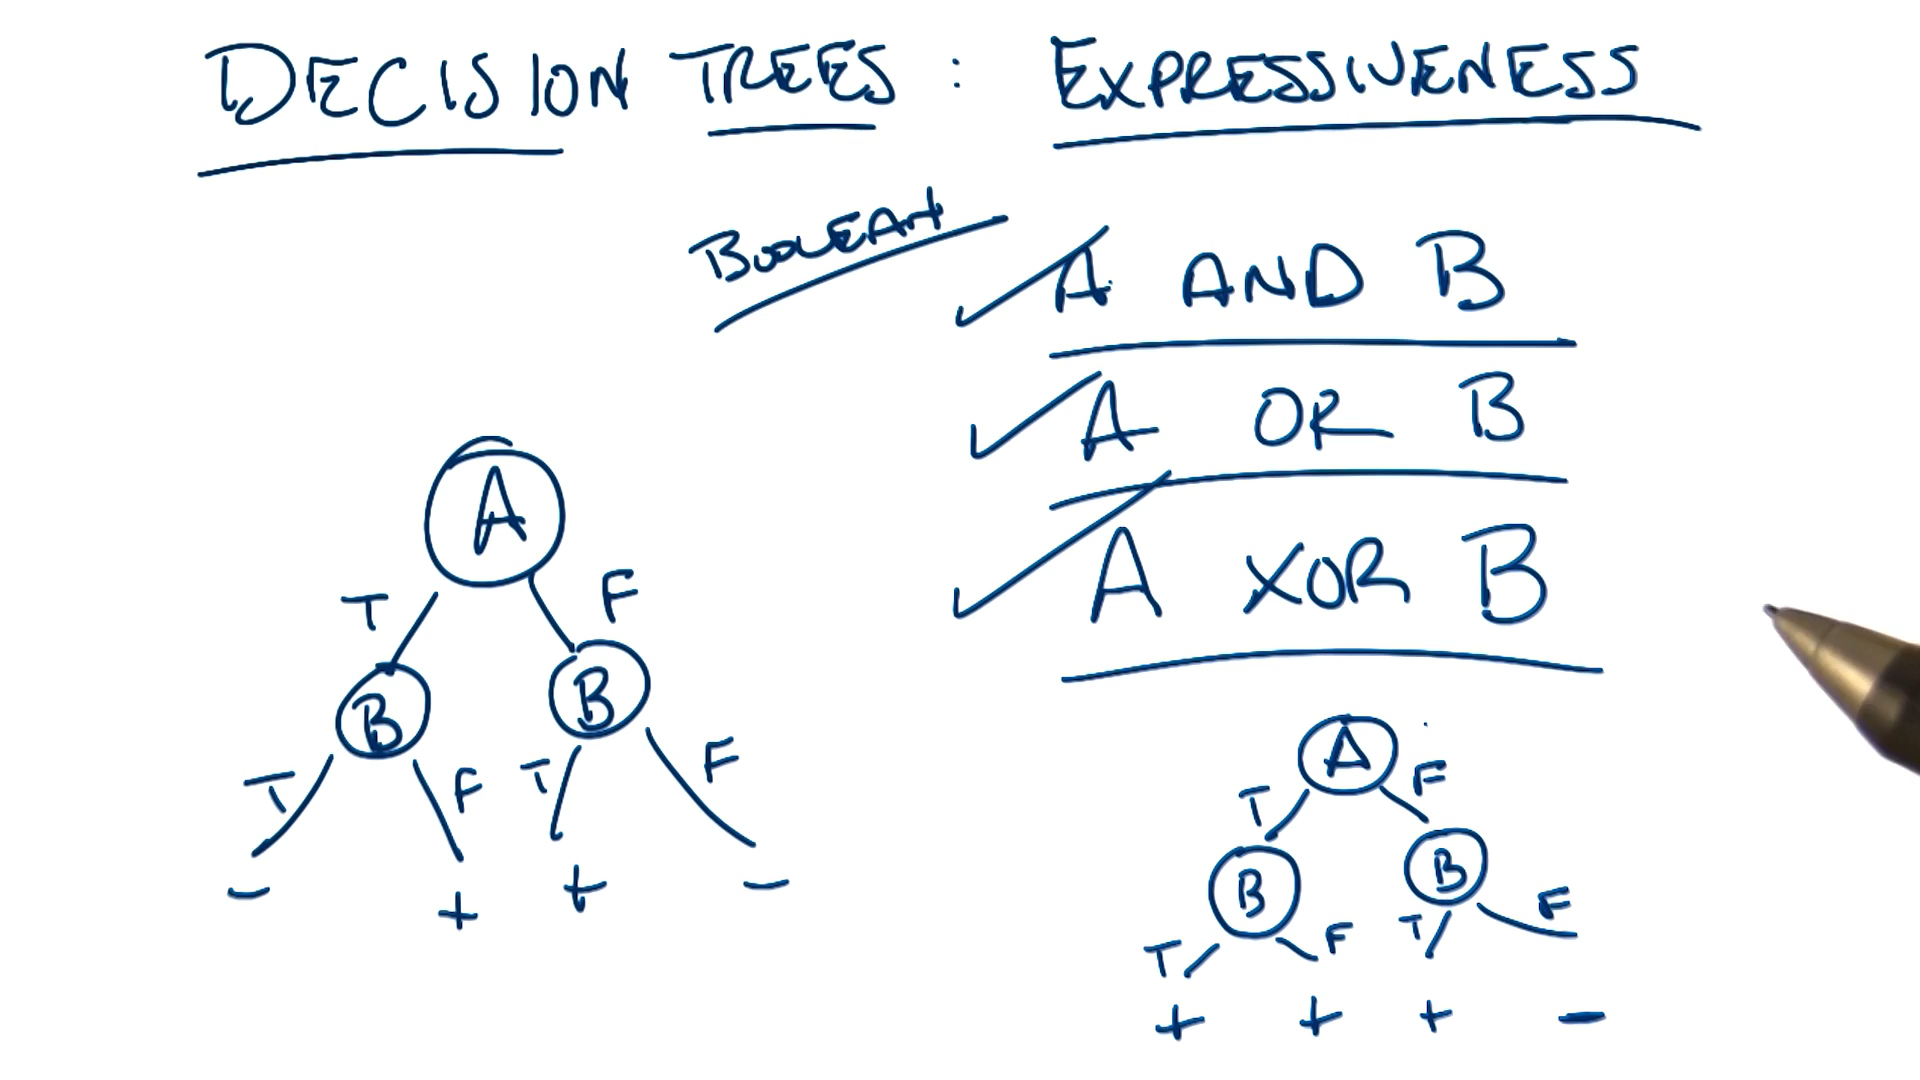 DECISION TREES : EXPRESSIVENESS
BOOLEAN
A AND B
A OR B
A XOR B
A
T F
B B
T F T F
- + + -
A
T F
B B
T F T F
+ + + -